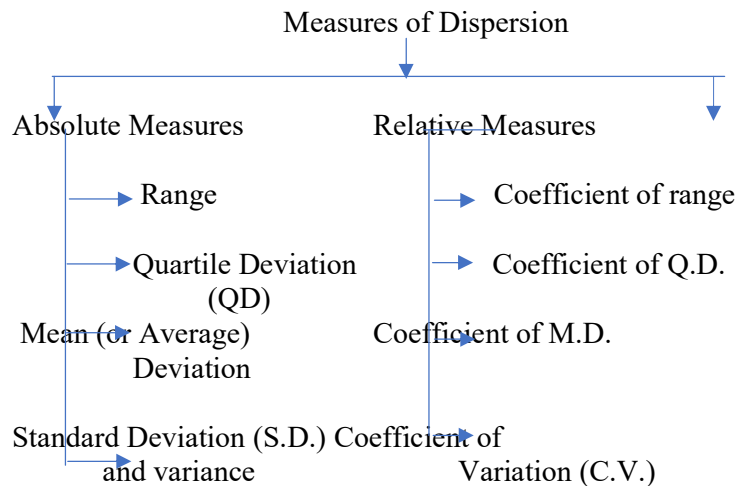 Measures of Dispersion
Absolute Measures Relative Measures
Range Coefficient of range
Quartile Deviation Coefficient of Q.D.
(QD)
Mean (or Average) Coefficient of M.D.
Deviation
Standard Deviation (S.D.) Coefficient of
and variance Variation (C.V.)